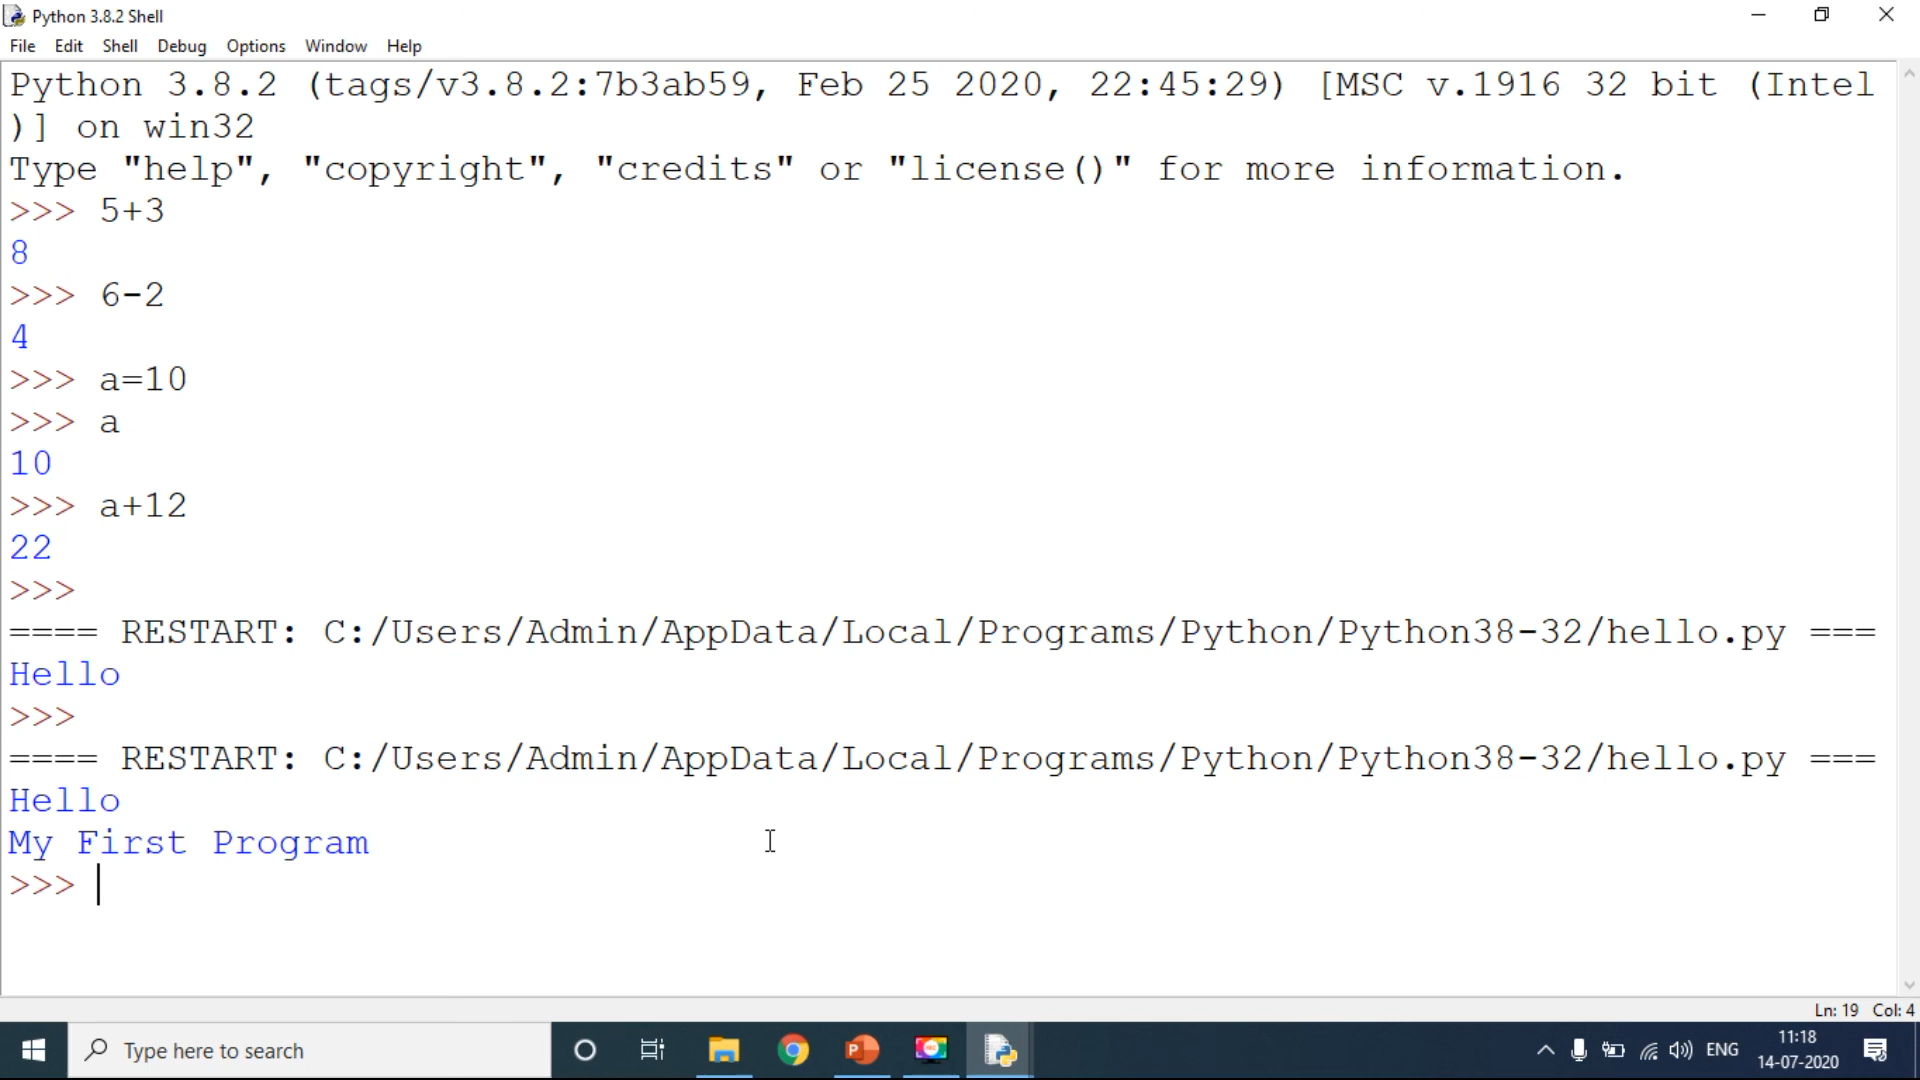 Python 3.8.2 Shell
File Edit Shell Debug Options Window Help
Python 3.8.2 (tags/v3.8.2:7b3ab59, Feb 25 2020, 22:45:29) [MSC v.1916 32 bit (Intel
)] on win32
Type "help", "copyright", "credits" or "license()" for more information.
>>> 5+3
8
>>> 6-2
4
>>> a=10
>>> a
10
>>> a+12
22
>>>
==== RESTART: C:/Users/Admin/AppData/Local/Programs/Python/Python38-32/hello.py ===
Hello
>>>
==== RESTART: C:/Users/Admin/AppData/Local/Programs/Python/Python38-32/hello.py ===
Hello
My First Program
>>>
Ln: 19 Col: 4
Type here to search
ENG
11:18
14-07-2020